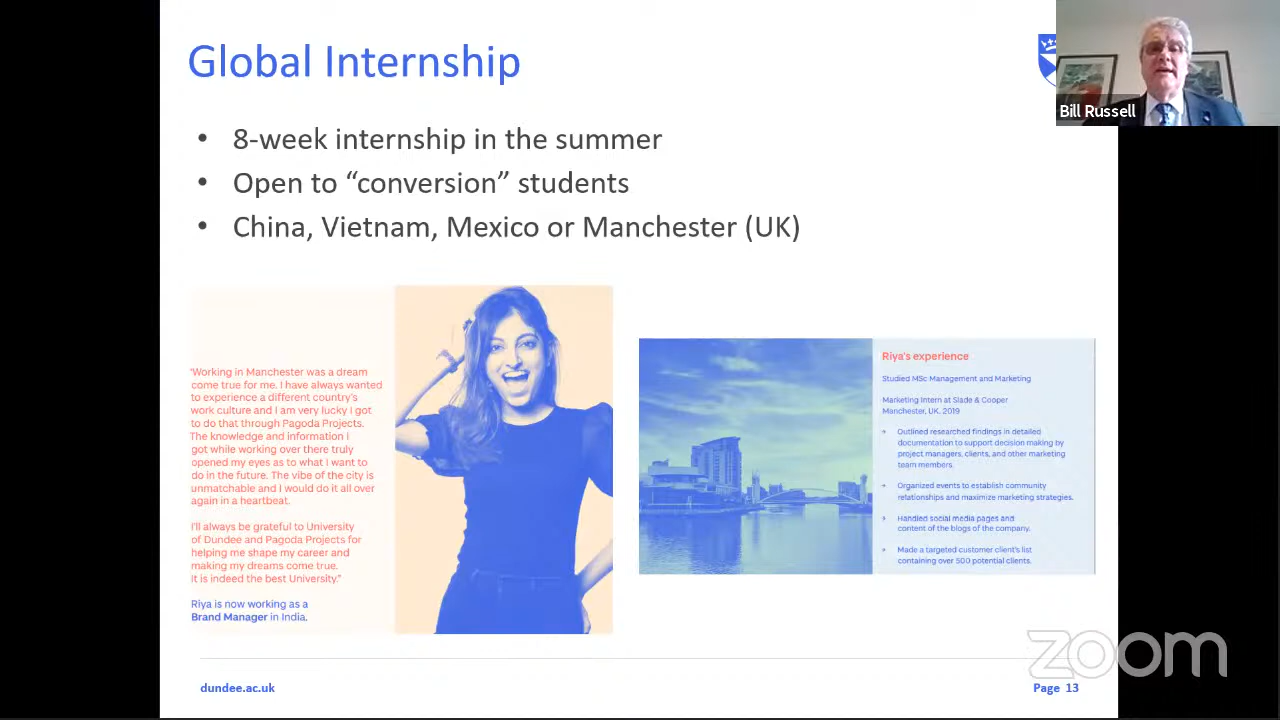 Global Internship
Bill Russell
• 8-week internship in the summer
• Open to “conversion” students
• China, Vietnam, Mexico or Manchester (UK)
"Working in Manchester was a dream
come true for me. I have always wanted
to experience a different country's
work culture and I am very lucky I got
to do that through Pagoda Projects.
The knowledge and information I
got while working over there truly
opened my eyes as to what I want to
do in the future. The vibe of the city is
unmatchable and I would do it all over
again in a heartbeat.
I'll always be grateful to University
of Dundee and Pagoda Projects for
helping me shape my career and
making my dreams come true.
It is indeed the best University."
Riya is now working as a
Brand Manager in India.
Riya's experience
Studied MSc Management and Marketing
Marketing Intern at Slade & Cooper
Manchester, UK. 2019
Outlined researched findings in detailed
documentation to support decision making by
project managers, clients, and other marketing
team members.
Organized events to establish community
relationships and maximize marketing strategies.
Handled social media pages and
content of the blogs of the company.
Made a targeted customer client's list
containing over 500 potential clients.
zoom
dundee.ac.uk
Page 13